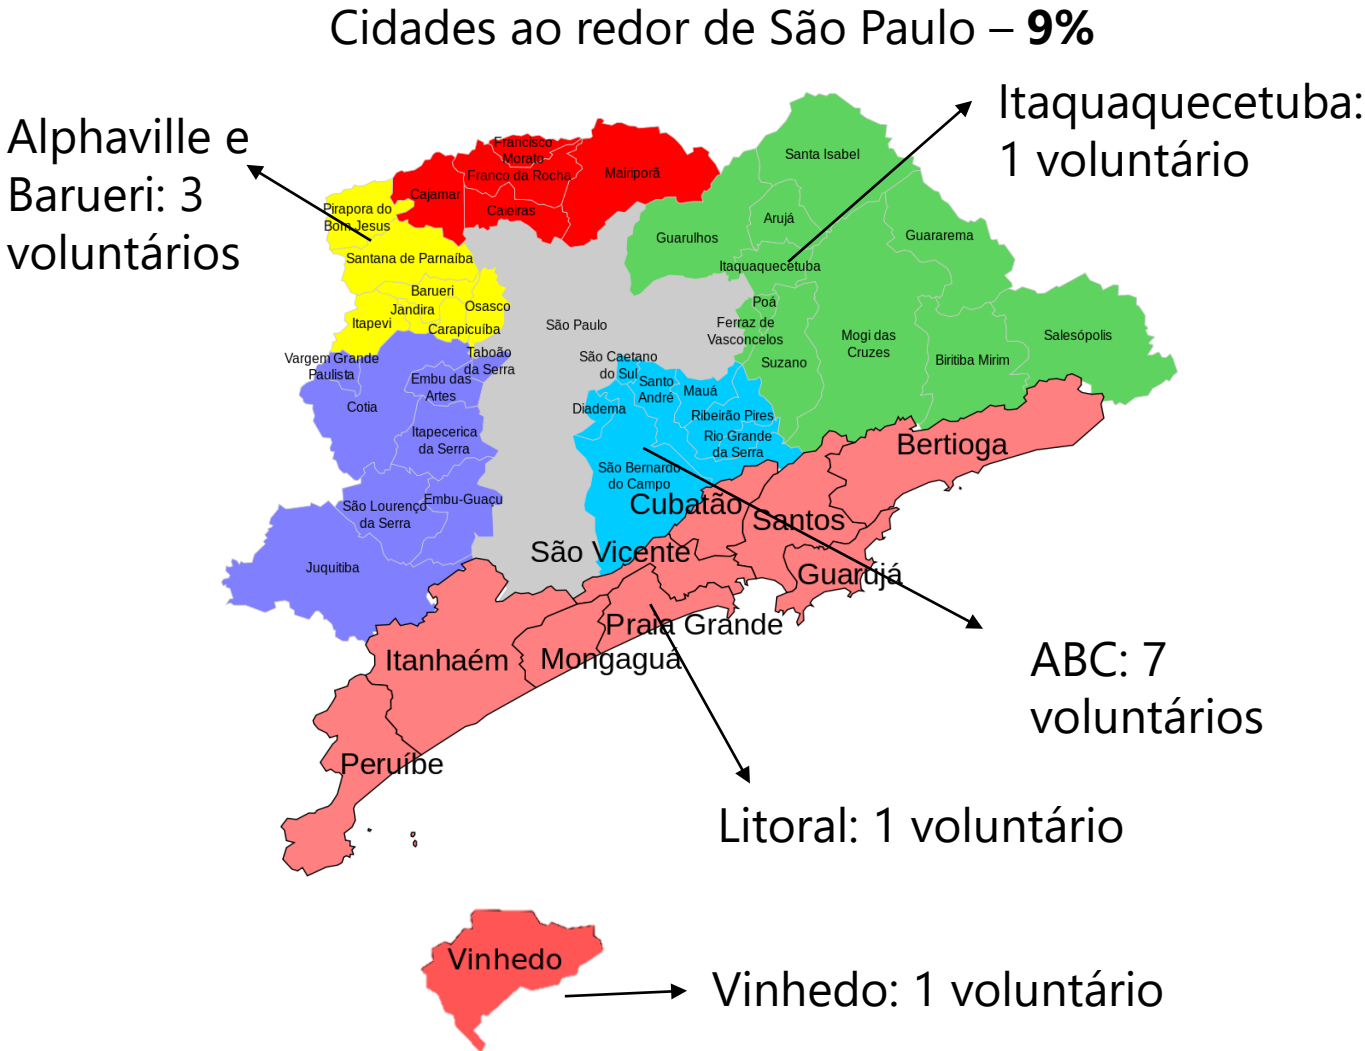 Cidades ao redor de São Paulo – 9%
Alphaville e
Barueri: 3
voluntários
Itaquaquecetuba:
1 voluntário
Francisco
Morato
Franco da Rocha
Mairiporã
Cajamar
Caieiras
Santa Isabel
Pirapora do
Bom Jesus
Arujá
Guarulhos
Guararema
Santana de Parnaíba
Itaquaquecetuba
Barueri
Jandira
Osasco
Itapevi
Carapicuíba
São Paulo
Poá
Ferraz de
Vasconcelos
Mogi das
Cruzes
Salesópolis
Suzano
Biritiba Mirim
Vargem Grande
Paulista
Taboão
da Serra
São Caetano
do Sul
Santo
André
Mauá
Embu das
Artes
Cotia
Diadema
Ribeirão Pires
Rio Grande
da Serra
Itapecerica
da Serra
Bertioga
São Bernardo
do Campo
Cubatão
Santos
São Lourenço
da Serra
Embu-Guaçu
São Vicente
Guarujá
Juquitiba
Praia Grande
Itanhaém
Mongaguá
ABC: 7
voluntários
Peruíbe
Litoral: 1 voluntário
Vinhedo
Vinhedo: 1 voluntário